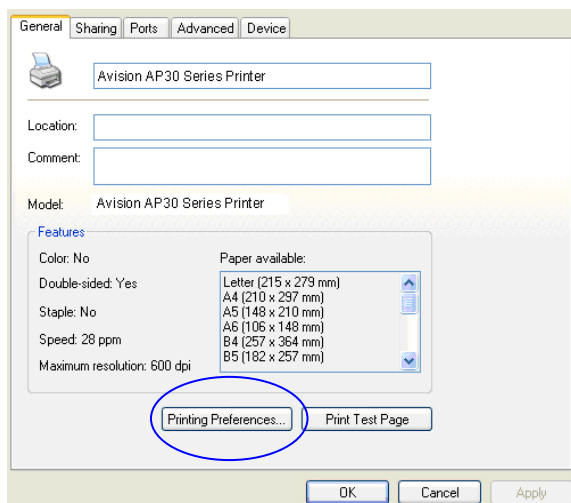 General Sharing Ports Advanced Device
Avision AP30 Series Printer
Location:
Comment:
Model: Avision AP30 Series Printer
Features
Color: No
Double-sided: Yes
Staple: No
Speed: 28 ppm
Maximum resolution: 600 dpi
Paper available:
Letter (215 x 279 mm)
A4 (210 x 297 mm)
A5 (148 x 210 mm)
A6 (106 x 148 mm)
B4 (257 x 364 mm)
B5 (182 x 257 mm)
Printing Preferences... Print Test Page
OK Cancel Apply